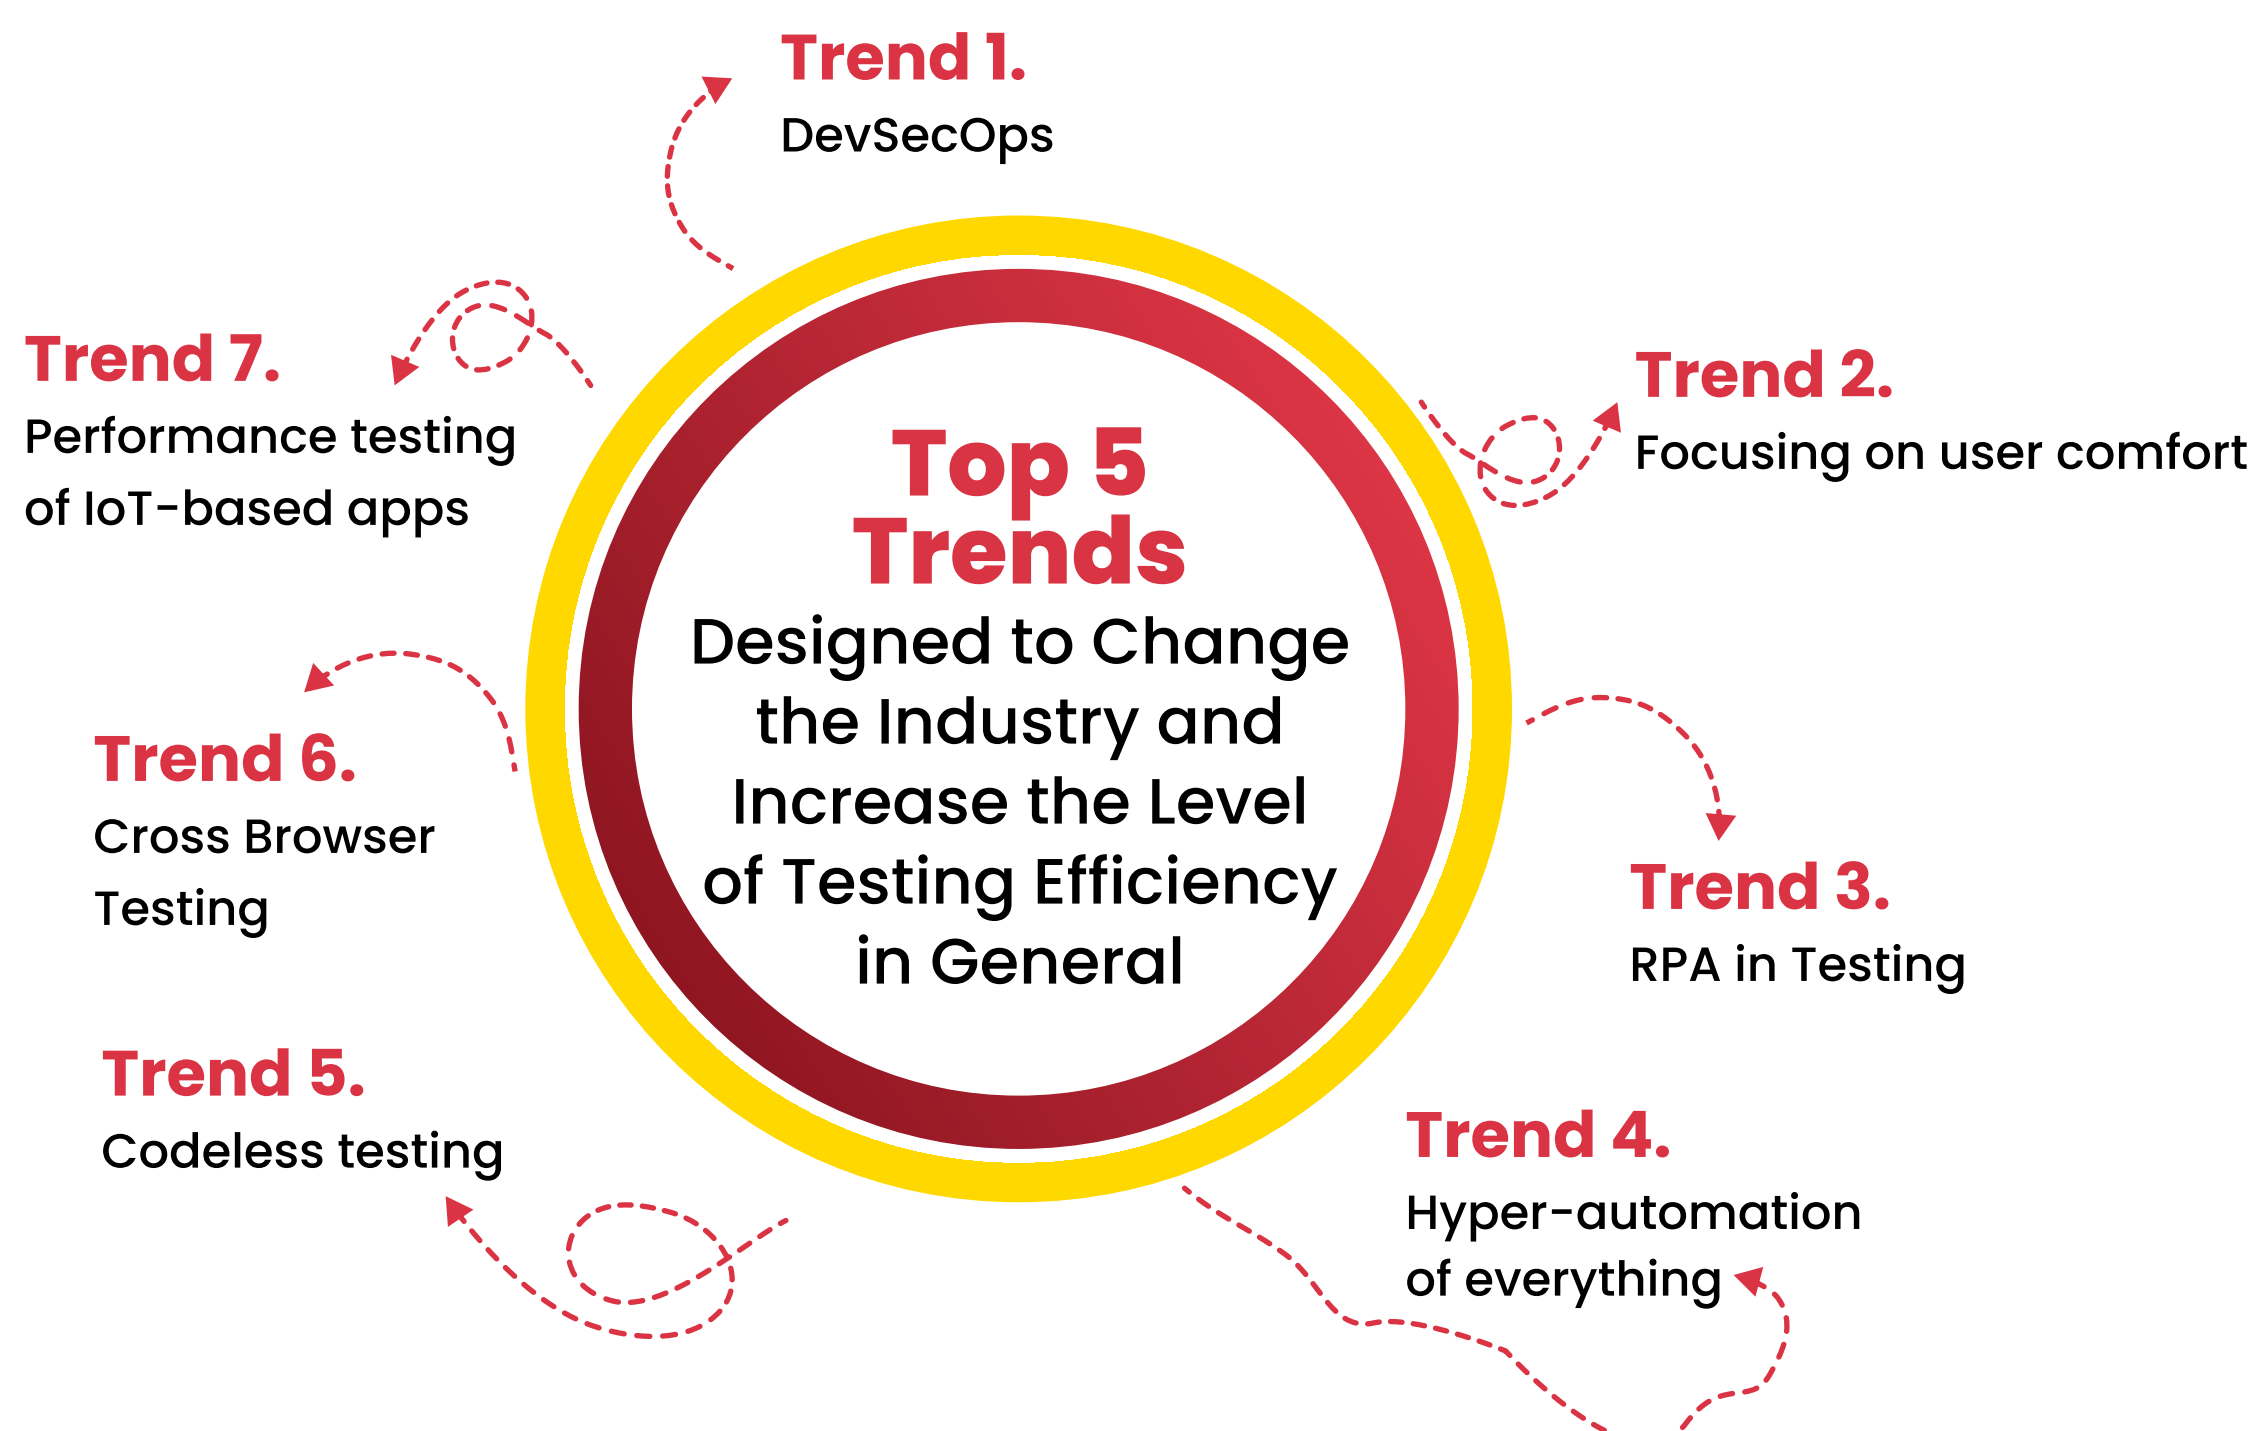 Trend 1.
DevSecOps
Trend 7.
Performance testing
of IoT-based apps
Trend 2.
Focusing on user comfort
Top 5
Trends
Designed to Change
the Industry and
Increase the Level
of Testing Efficiency
in General
Trend 6.
Cross Browser
Testing
Trend 3.
RPA in Testing
Trend 5.
Codeless testing
Trend 4.
Hyper-automation
of everything